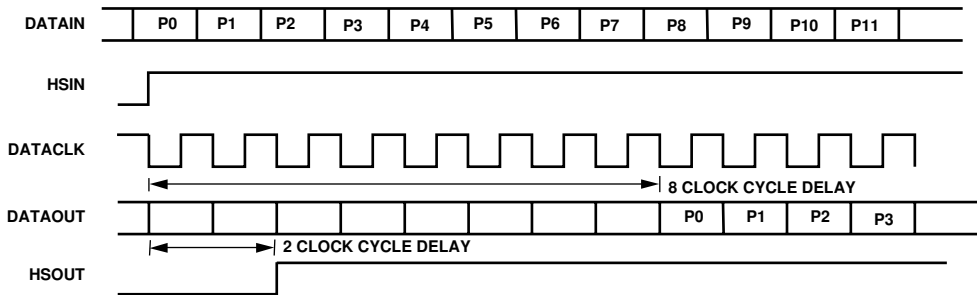 DATAIN P0 P1 P2 P3 P4 P5 P6 P7 P8 P9 P10 P11
HSIN
DATACLK
8 CLOCK CYCLE DELAY
DATAOUT P0 P1 P2 P3
2 CLOCK CYCLE DELAY
HSOUT